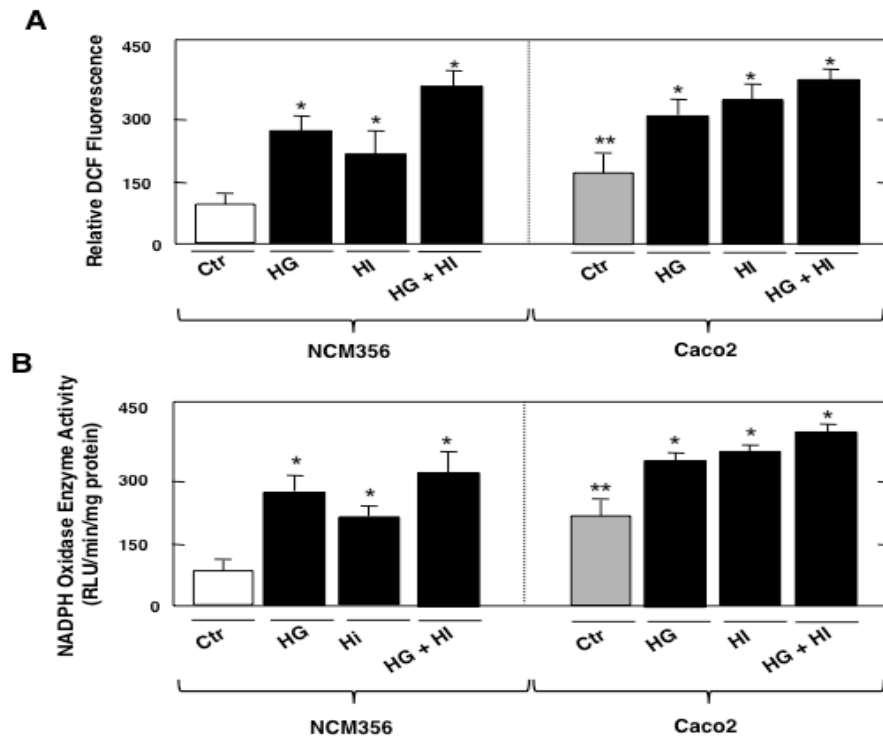 A
Relative DCF Fluorescence
450
300
150
0
* * * ** * * *
Ctr HG HI HG + HI Ctr HG HI HG + HI
NCM356 Caco2
B
NADPH Oxidase Enzyme Activity
(RLU/min/mg protein)
450
300
150
0
* * * ** * * *
Ctr HG Hi HG + HI Ctr HG HI HG + HI
NCM356 Caco2